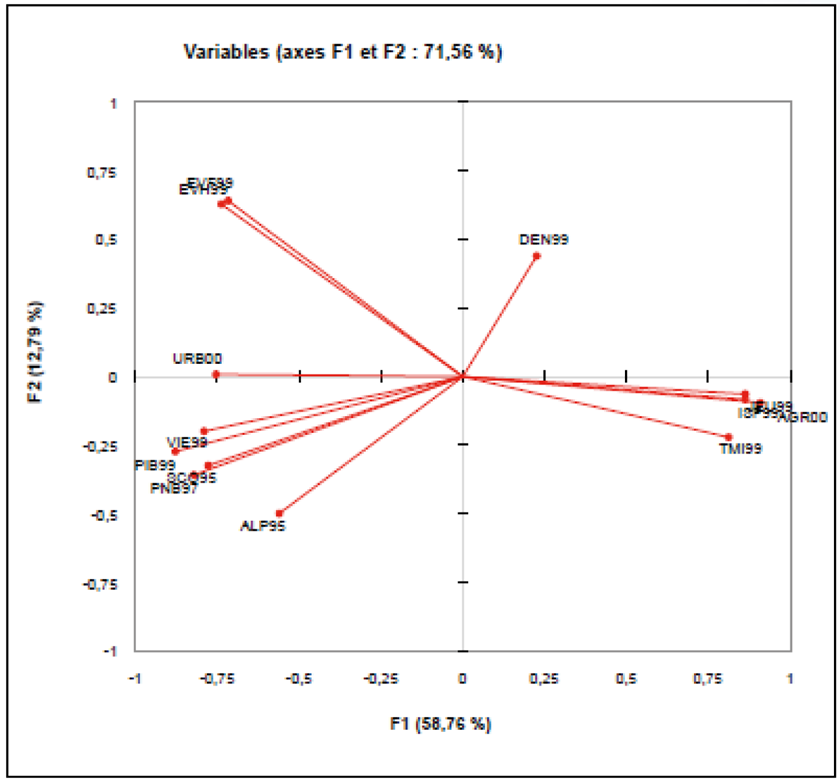 Variables (axes F1 et F2 : 71,56 %)
1
0,75
EVH99
0,5
DEN99
0,25
URB00
0
AGR00
VIE99
TMI99
-0,25
PIB99
PNB97
-0,5
ALP95
-0,75
-1
-1
-0,75
-0,5
-0,25
0
0,25
0,5
0,75
1
F2 (12,79 %)
F1 (58,76 %)